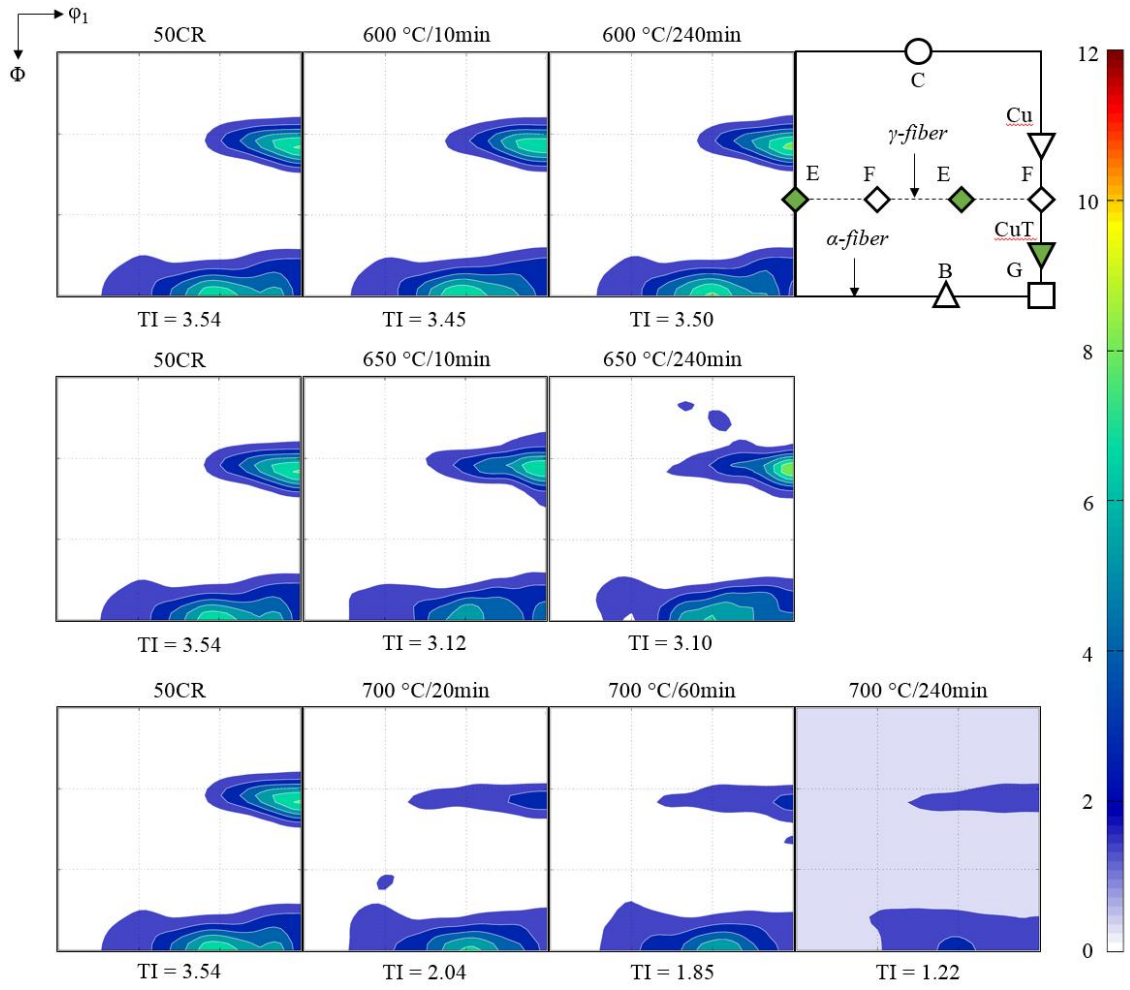 φ1
Φ
50CR
600 °C/10min
600 °C/240min
TI = 3.54
TI = 3.45
TI = 3.50
C
Cu
γ-fiber
E
F
E
F
α-fiber
CuT
B
G
12
10
8
6
4
2
0
50CR
650 °C/10min
650 °C/240min
TI = 3.54
TI = 3.12
TI = 3.10
50CR
700 °C/20min
700 °C/60min
700 °C/240min
TI = 3.54
TI = 2.04
TI = 1.85
TI = 1.22